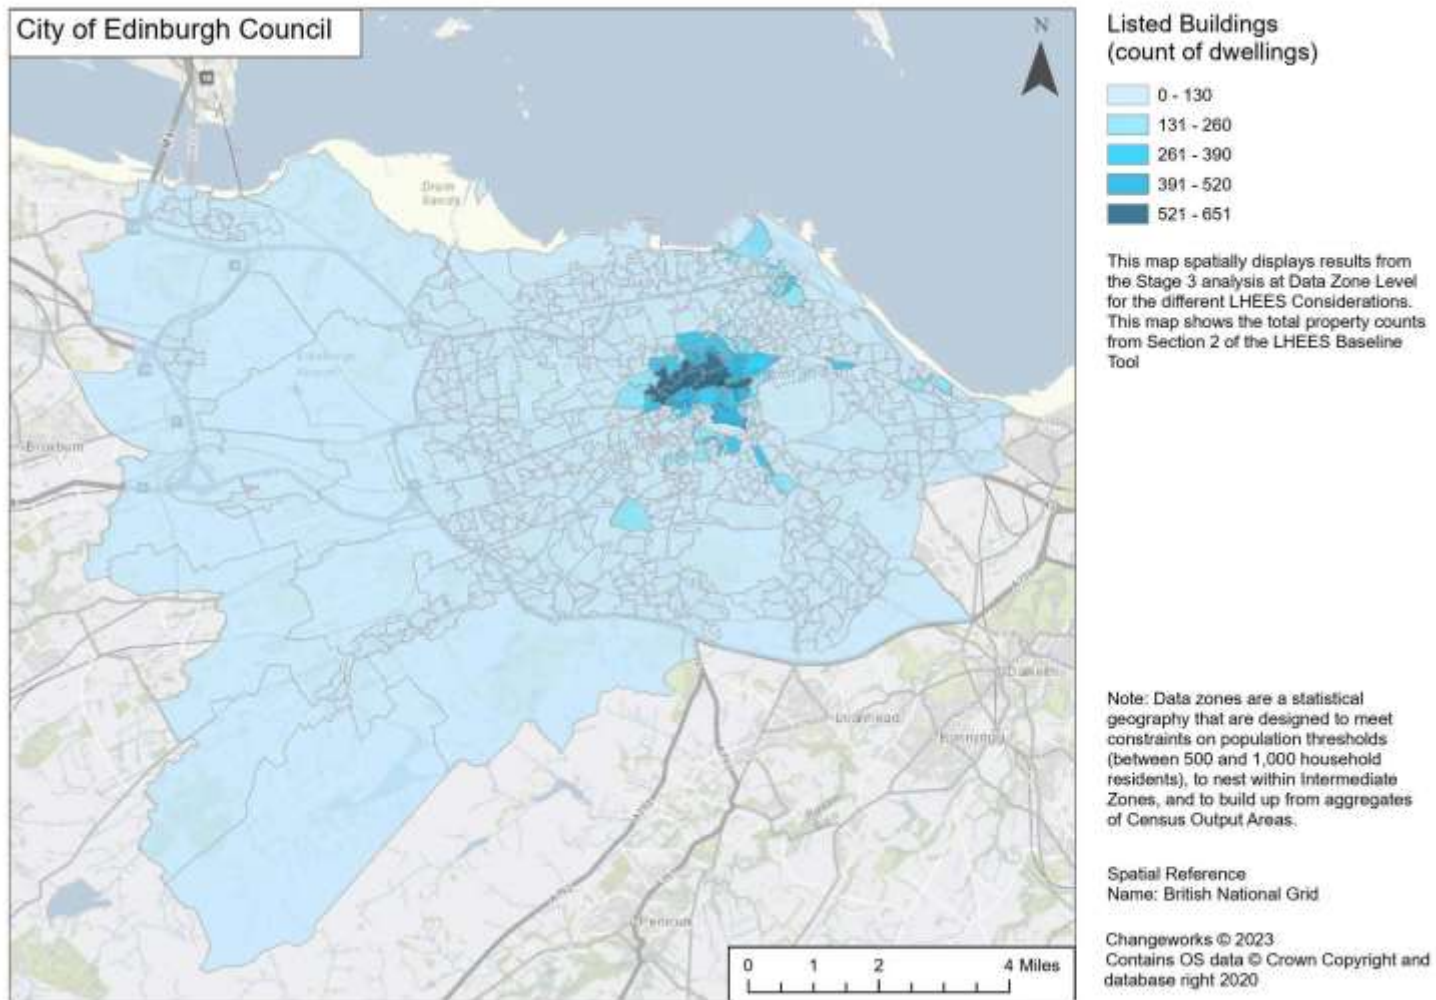 City of Edinburgh Council
N
Listed Buildings
(count of dwellings)
0 - 130
131 - 260
261 - 390
391 - 520
521 - 651
This map spatially displays results from
the Stage 3 analysis at Data Zone Level
for the different LHEES Considerations.
This map shows the total property counts
from Section 2 of the LHEES Baseline
Tool
Drum
Sands
Broxburn
Dalkeith
Loanhead
Bonnyrigg
Penicuik
Note: Data zones are a statistical
geography that are designed to meet
constraints on population thresholds
(between 500 and 1,000 household
residents), to nest within Intermediate
Zones, and to build up from aggregates
of Census Output Areas.
Spatial Reference
Name: British National Grid
Changeworks © 2023
Contains OS data © Crown Copyright and
database right 2020
0 1 2 4 Miles